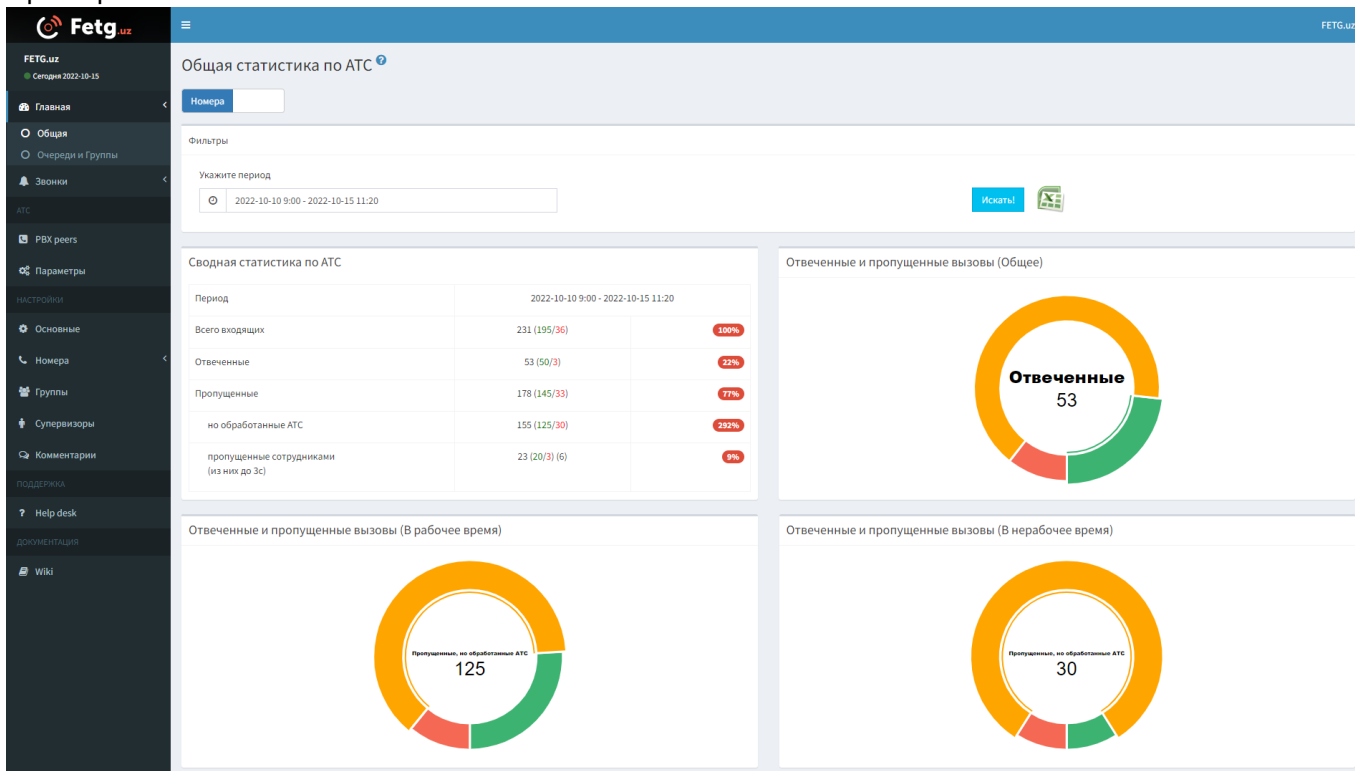 Fetg.uz
FETG.uz
FETG.uz
Сегодня 2022-10-15
Главная
Общая
Очереди и Группы
Звонки
АТС
PBX peers
Параметры
НАСТРОЙКИ
Основные
Номера
Группы
Супервизоры
Комментарии
ПОДДЕРЖКА
Help desk
ДОКУМЕНТАЦИЯ
Wiki
Общая статистика по АТС
Номера
Фильтры
Укажите период
2022-10-10 9:00 - 2022-10-15 11:20
Искать!
Сводная статистика по АТС
Период 2022-10-10 9:00 - 2022-10-15 11:20
Всего входящих 231 (195/36) 100%
Отвеченные 53 (50/3) 22%
Пропущенные 178 (145/33) 77%
но обработанные АТС 155 (125/30) 292%
пропущенные сотрудниками 23 (20/3) (6) 9%
(из них до 3с)
Отвеченные и пропущенные вызовы (Общее)
Отвеченные
53
Отвеченные и пропущенные вызовы (В рабочее время)
Пропущенные, но обработанные АТС
125
Отвеченные и пропущенные вызовы (В нерабочее время)
Пропущенные, но обработанные АТС
30